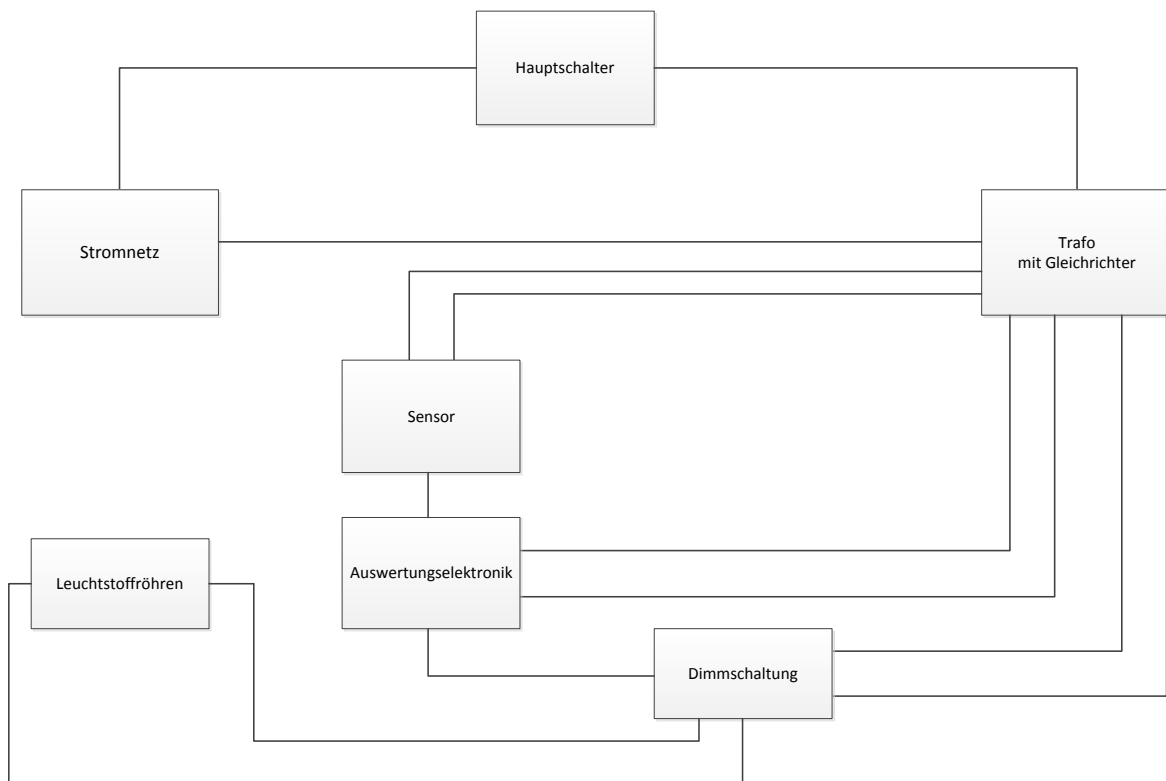 Hauptschalter
Stromnetz
Trafo
mit Gleichrichter
Sensor
Auswertungselektronik
Leuchtstoffröhren
Dimmschaltung